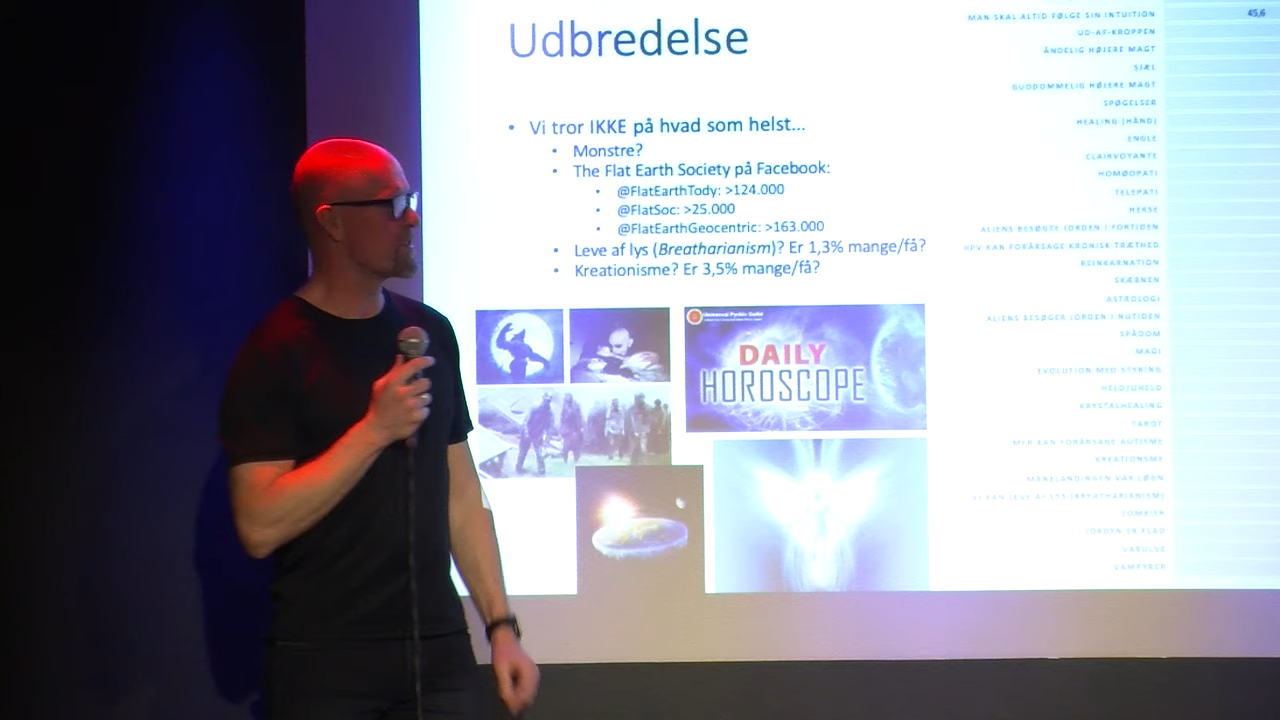 Udbredelse
• Vi tror IKKE på hvad som helst...
• Monstre?
• The Flat Earth Society på Facebook:
• @FlatEarthTody: >124.000
• @FlatSoc: >25.000
• @FlatEarthGeocentric: >163.000
• Leve af lys (Breatharianism)? Er 1,3% mange/få?
• Kreationisme? Er 3,5% mange/få?
DAILY
HOROSCOPE
45,6
MAN SKAL ALTID FØLGE SIN INTUITION
UD-AF-KROPPEN
ÅNDELIG HØJERE MAGT
SJÆL
GUDDOMMELIG HØJERE MAGT
SPØGELSER
HEALING (HÅND)
ENGLE
CLAIRVOYANTE
HOMØOPATI
TELEPATI
HEKSE
ALIENS BESØGTE JORDEN I FORTIDEN
HPV KAN FORÅRSAGE KRONISK TRÆTHED
REINKARNATION
SKÆBNEN
ASTROLOGI
ALIENS BESØGER JORDEN I NUTIDEN
SPÅDOM
MAGI
EVOLUTION MED STYRING
HELD/UHELD
KRYSTALHEALING
TAROT
MFR KAN FORÅRSAGE AUTISME
KREATIONSME
MÅNELANDINGEN VAR LØGN
VI KAN LEVE AF LYS (BREATHARIANISM)
ZOMBIER
JORDEN ER FLAD
VARULVE
VAMPYRER